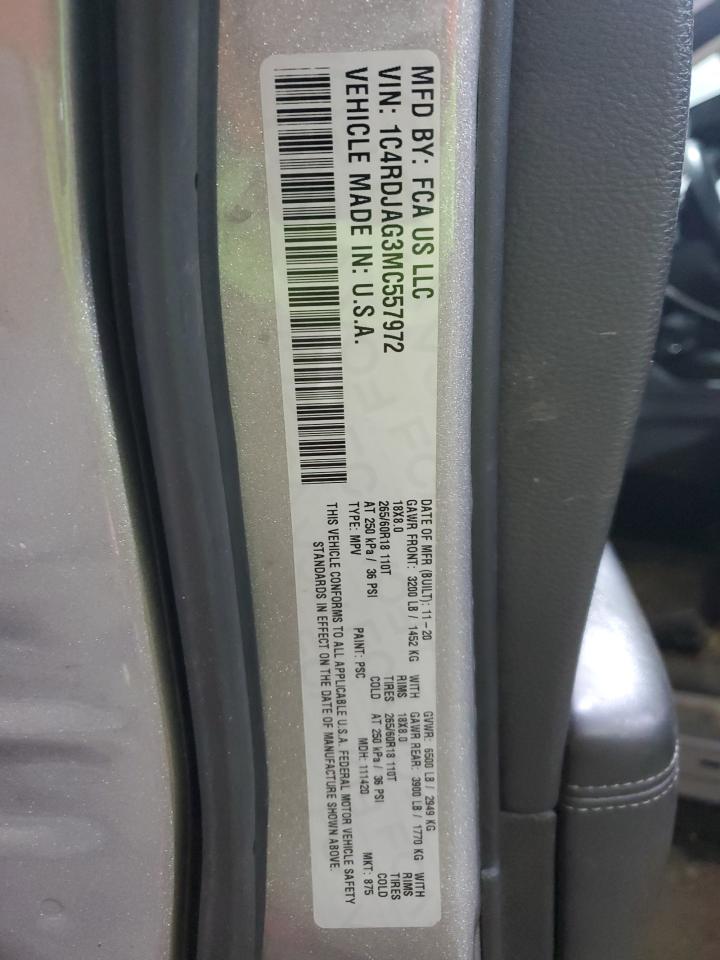 MFD BY: FCA US LLC
VIN: 1C4RDJAG3MC557972
VEHICLE MADE IN: U.S.A.
DATE OF MFR (BUILT): 11-20 GVWR: 6500 LB / 2949 KG
GAWR FRONT: 3200 LB / 1452 KG WITH GAWR REAR: 3900 LB / 1770 KG WITH
18X8.0 RIMS 18X8.0 RIMS
265/60R18 110T TIRES 265/60R18 110T TIRES
AT 250 kPa / 36 PSI COLD AT 250 kPa / 36 PSI COLD
TYPE: MPV PAINT: PSC MDH: 111420 MKT: 875
THIS VEHICLE CONFORMS TO ALL APPLICABLE U.S.A. FEDERAL MOTOR VEHICLE SAFETY
STANDARDS IN EFFECT ON THE DATE OF MANUFACTURE SHOWN ABOVE.